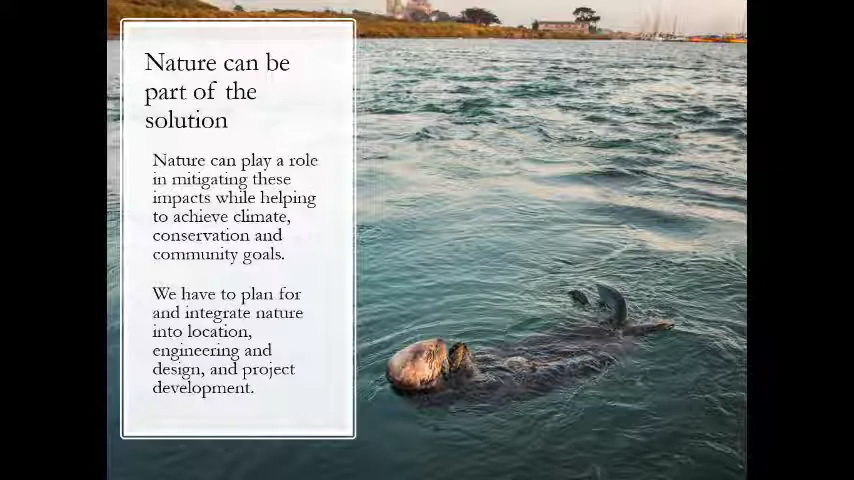 Nature can be
part of the
solution
Nature can play a role
in mitigating these
impacts while helping
to achieve climate,
conservation and
community goals.
We have to plan for
and integrate nature
into location,
engineering and
design, and project
development.